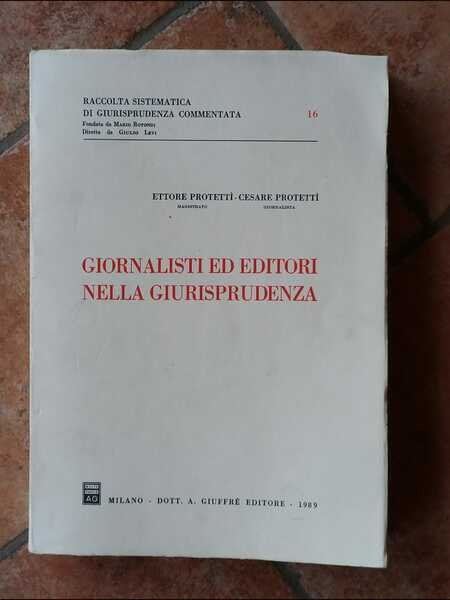 RACCOLTA SISTEMATICA
DI GIURISPRUDENZA COMMENTATA 16
Fondata da Mario Rotondi
Diretta da Giulio Levi
ETTORE PROTETTÌ - CESARE PROTETTÌ
MAGISTRATO GIORNALISTA
GIORNALISTI ED EDITORI
NELLA GIURISPRUDENZA
AG MILANO - DOTT. A. GIUFFRÈ EDITORE - 1989